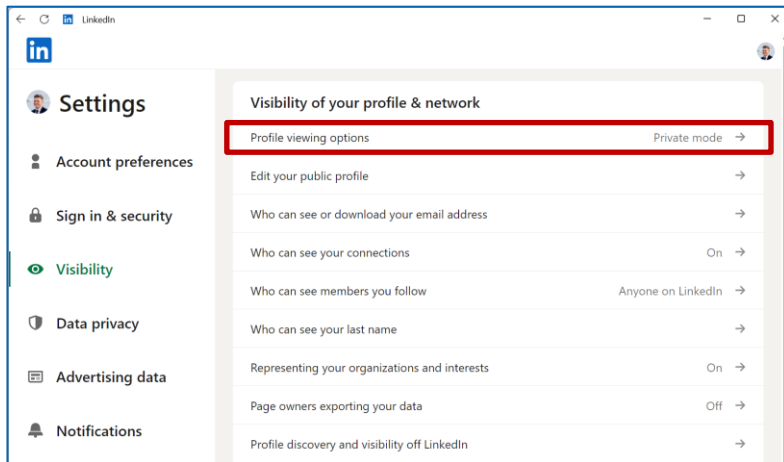 LinkedIn
in
Settings
Account preferences
Sign in & security
Visibility
Data privacy
Advertising data
Notifications
Visibility of your profile & network
Profile viewing options Private mode
Edit your public profile
Who can see or download your email address
Who can see your connections On
Who can see members you follow Anyone on LinkedIn
Who can see your last name
Representing your organizations and interests On
Page owners exporting your data Off
Profile discovery and visibility off LinkedIn